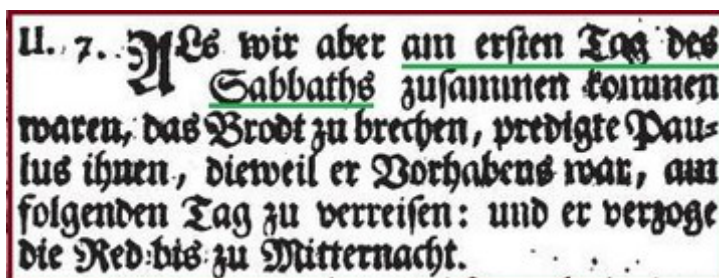 U. 7. Als wir aber am ersten Tag des
Sabbaths zusammen kommen
waren, das Brodt zu brechen, predigte Pau-
lus ihnen, dieweil er Vorhabens war, am
folgenden Tag zu verreisen: und er verzoge
die Red bis zu Mitternacht.